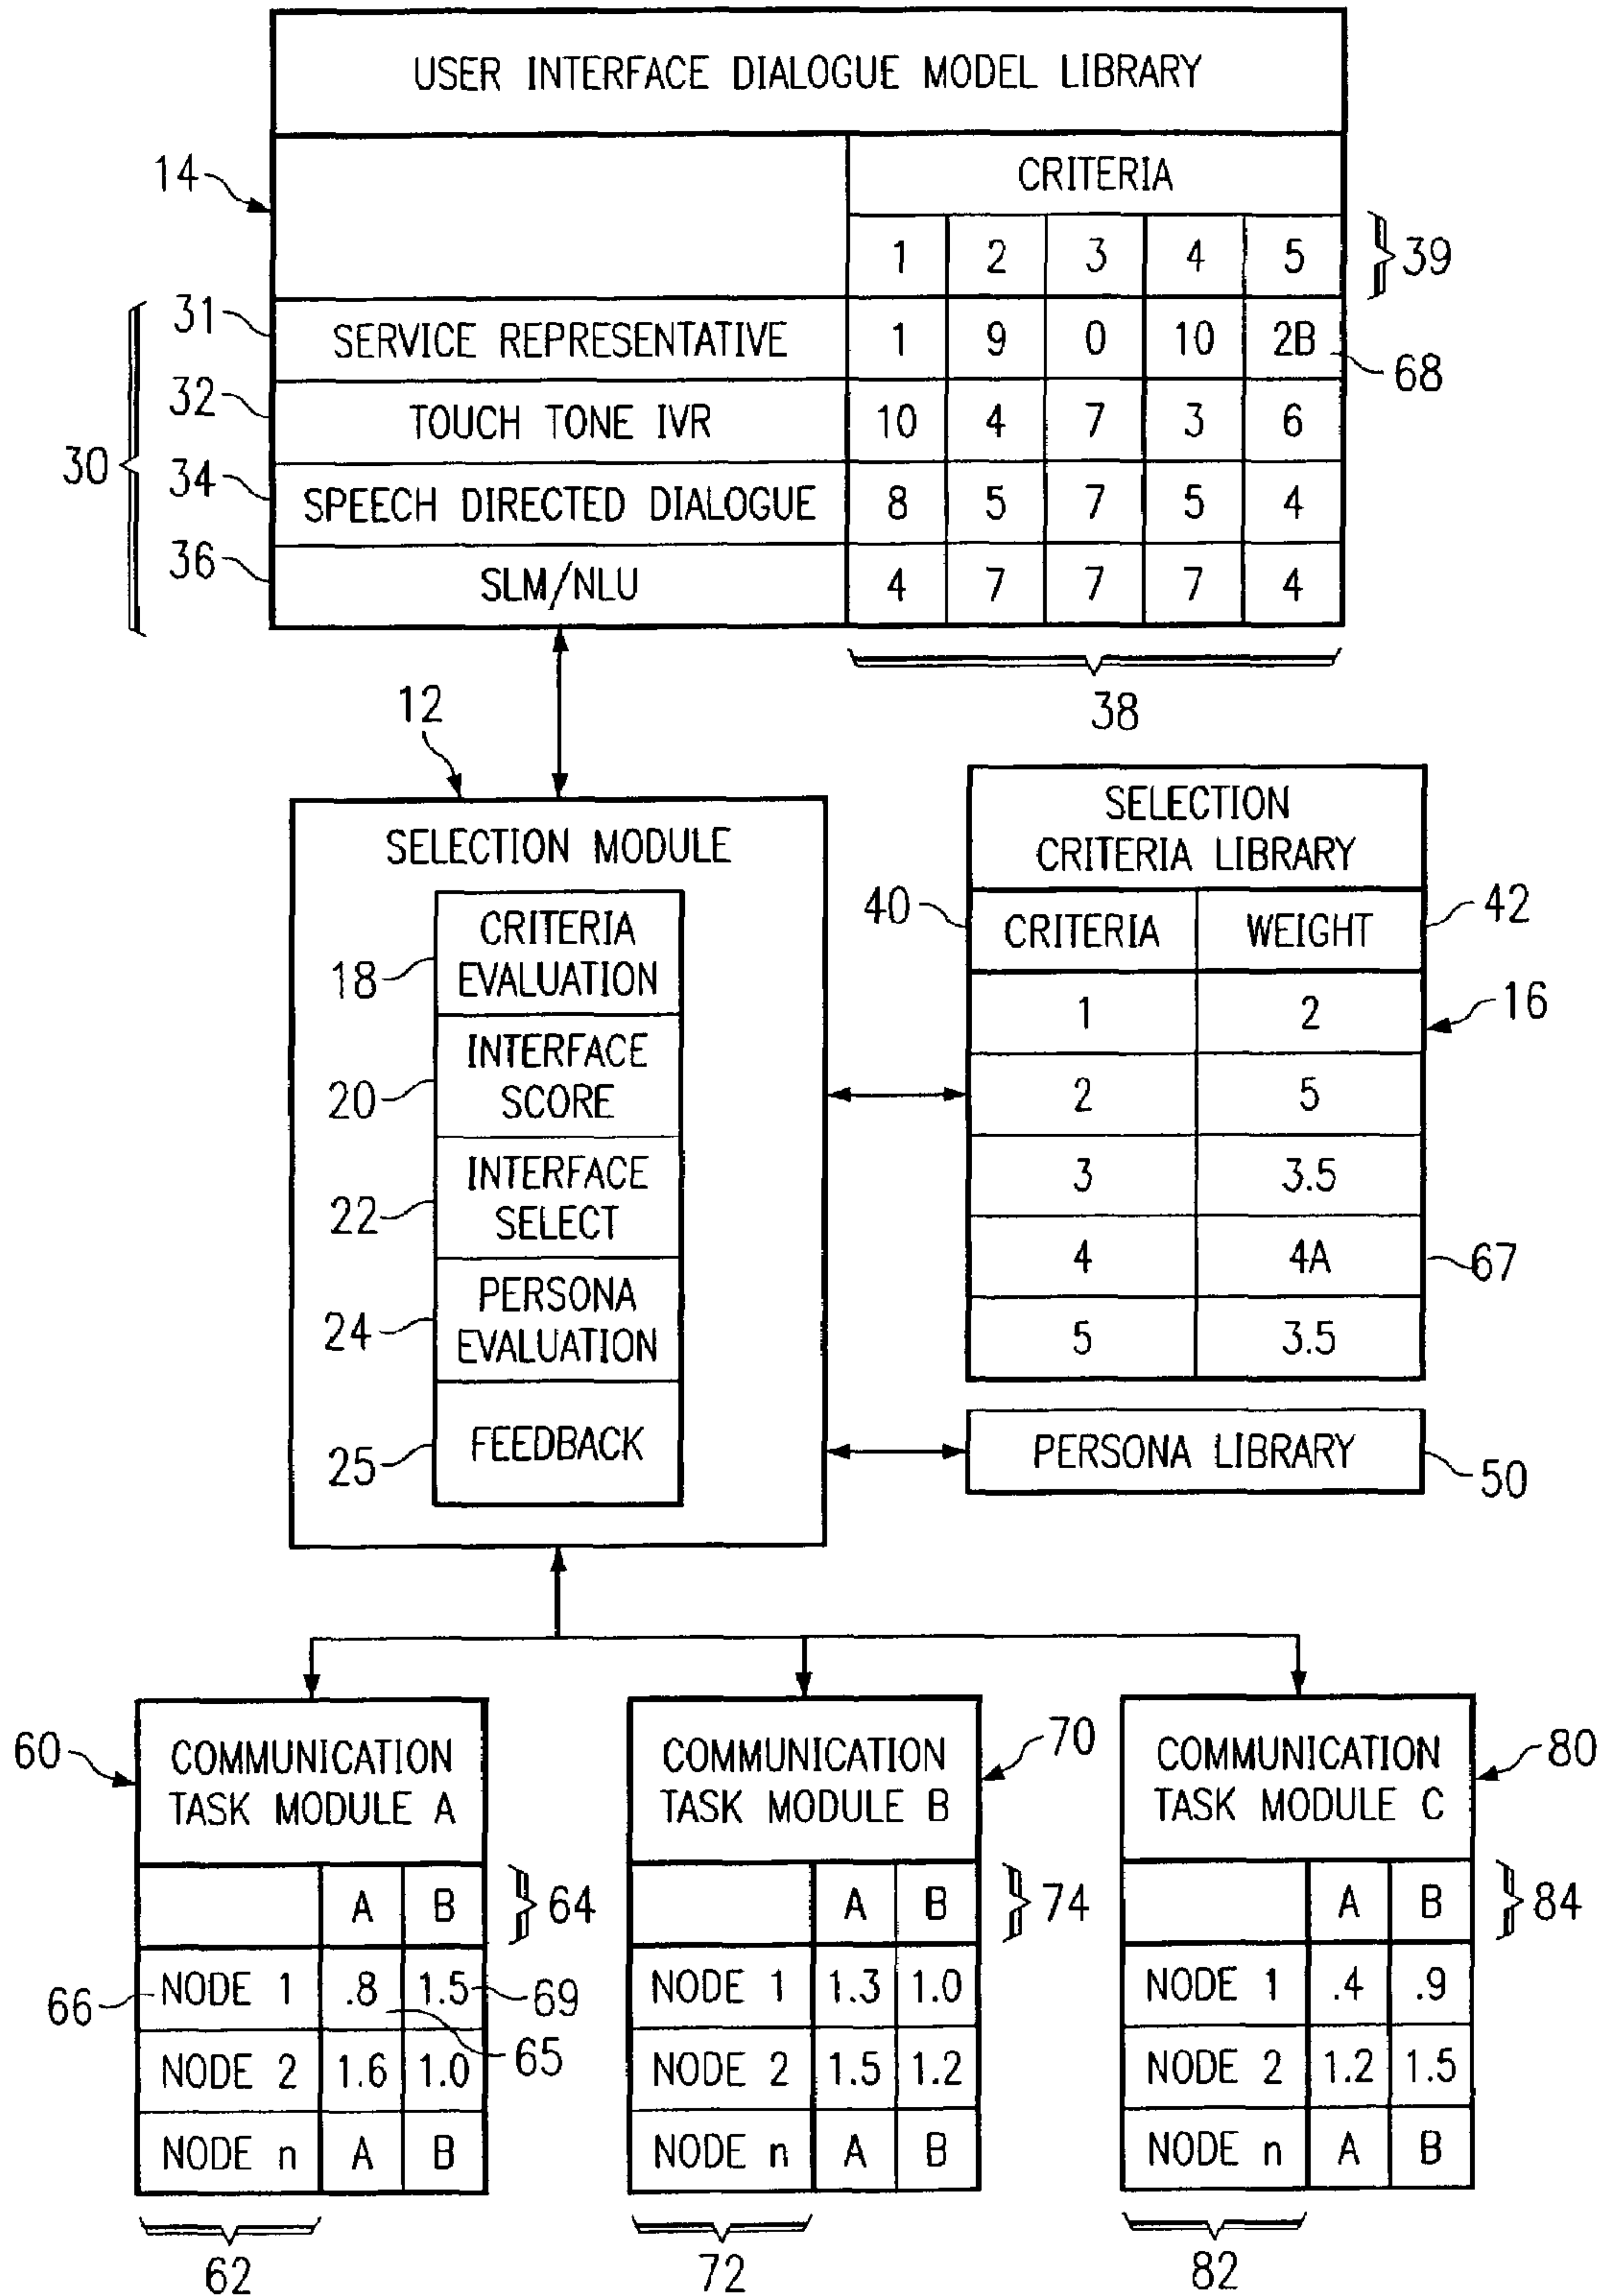 USER INTERFACE DIALOGUE MODEL LIBRARY
14
CRITERIA
1 2 3 4 5
39
31
SERVICE REPRESENTATIVE 1 9 0 10 2B
68
32
TOUCH TONE IVR 10 4 7 3 6
30
34
SPEECH DIRECTED DIALOGUE 8 5 7 5 4
36
SLM/NLU 4 7 7 7 4
38
12
SELECTION MODULE
CRITERIA
EVALUATION
18
INTERFACE
SCORE
20
INTERFACE
SELECT
22
PERSONA
EVALUATION
24
FEEDBACK
25
SELECTION
CRITERIA LIBRARY
40
CRITERIA WEIGHT
42
1 2
16
2 5
3 3.5
4 4A
67
5 3.5
PERSONA LIBRARY
50
60
COMMUNICATION
TASK MODULE A
A B
64
66
NODE 1 .8 1.5
69
65
NODE 2 1.6 1.0
NODE n A B
62
70
COMMUNICATION
TASK MODULE B
A B
74
NODE 1 1.3 1.0
NODE 2 1.5 1.2
NODE n A B
72
80
COMMUNICATION
TASK MODULE C
A B
84
NODE 1 .4 .9
NODE 2 1.2 1.5
NODE n A B
82